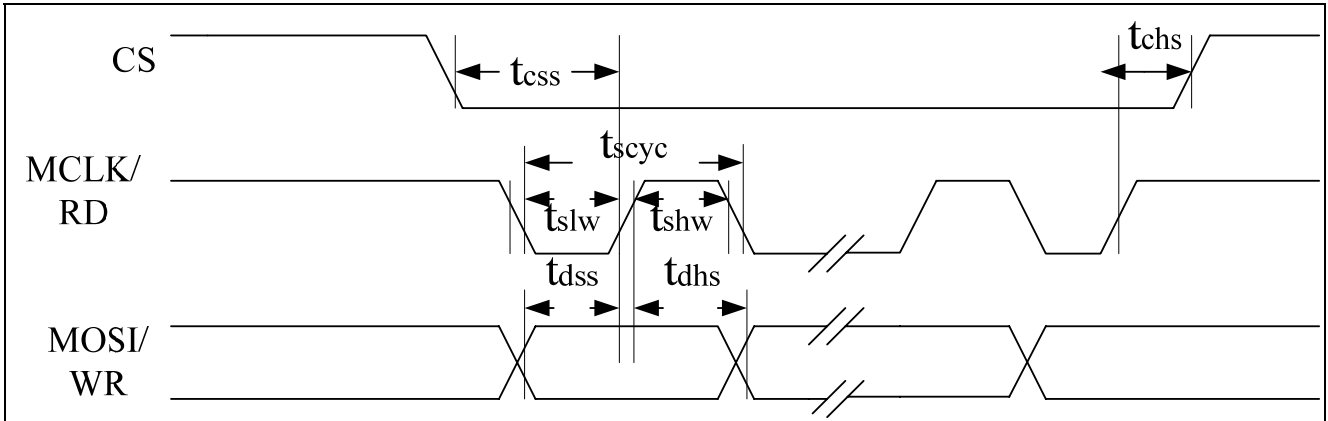 CS
tcss
tchs
MCLK/
RD
tscyc
tslw
tshw
MOSI/
WR
tdss
tdhs